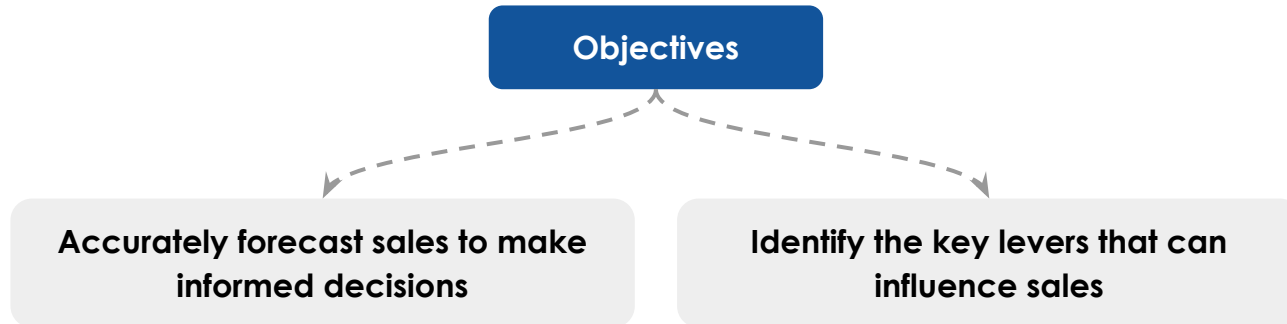 Objectives
Accurately forecast sales to make
informed decisions
Identify the key levers that can
influence sales